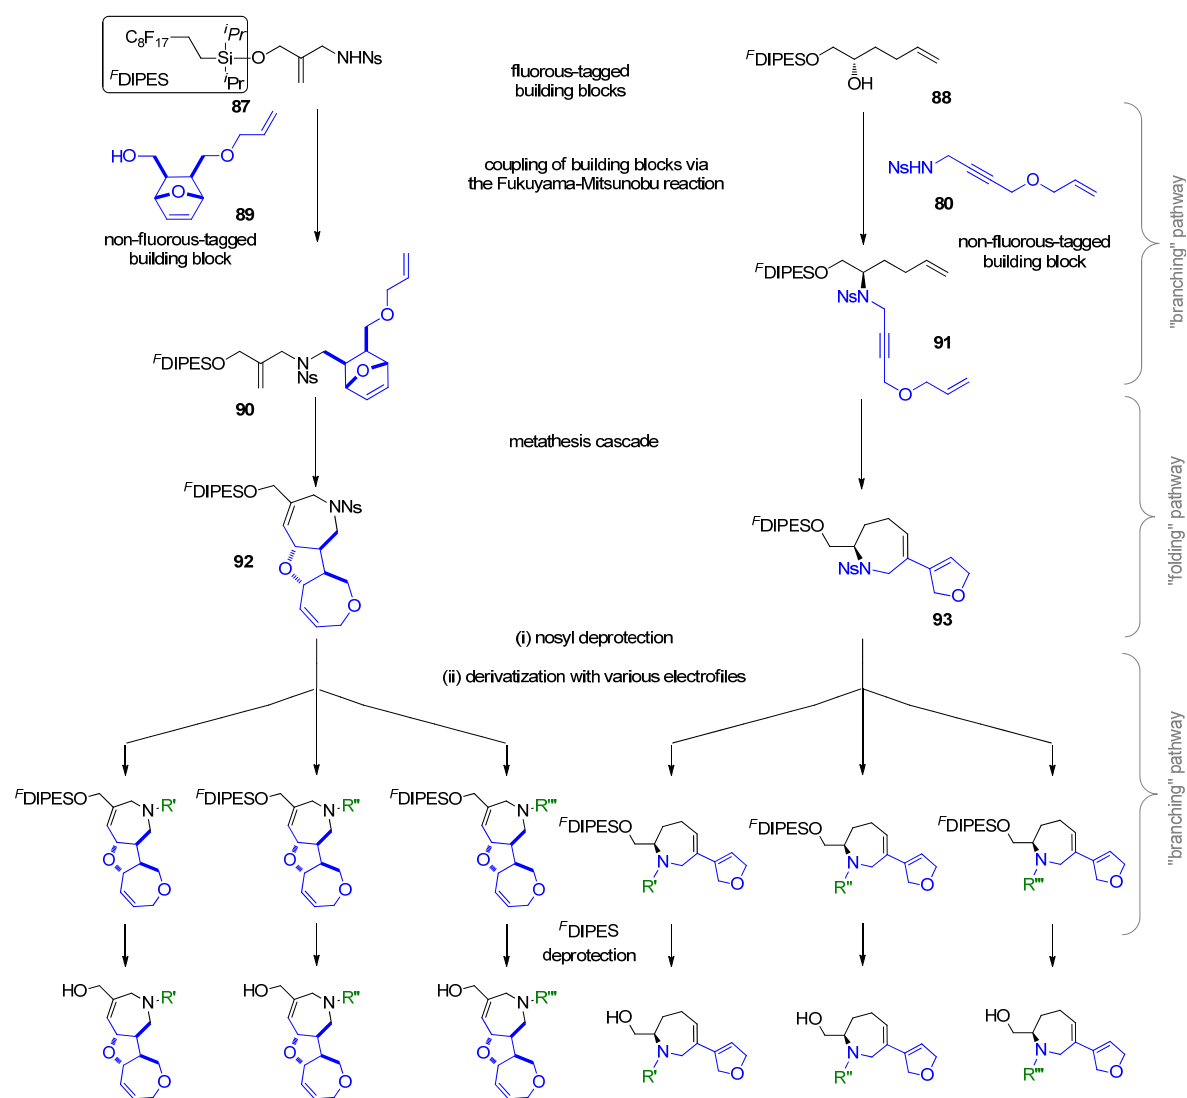 C8F17
iPr
Si
O
NHNs
FDIPES
iPr
87
fluorous-tagged
building blocks
FDIPESO
OH
88
HO
O
O
89
non-fluorous-tagged
building block
coupling of building blocks via
the Fukuyama-Mitsunobu reaction
NsHN
O
80
non-fluorous-tagged
building block
"branching" pathway
FDIPESO
N
Ns
O
O
90
FDIPESO
NsN
O
91
metathesis cascade
FDIPESO
NNs
O
O
92
FDIPESO
NsN
O
93
"folding" pathway
(i) nosyl deprotection
(ii) derivatization with various electrofiles
"branching" pathway
FDIPESO
N-R'
O
O
FDIPESO
N-R''
O
O
FDIPESO
N-R'''
O
O
FDIPESO
N
R'
O
FDIPESO
N
R''
O
FDIPESO
N
R'''
O
FDIPES
deprotection
HO
N-R'
O
O
HO
N-R''
O
O
HO
N-R'''
O
O
HO
N
R'
O
HO
N
R''
O
HO
N
R'''
O